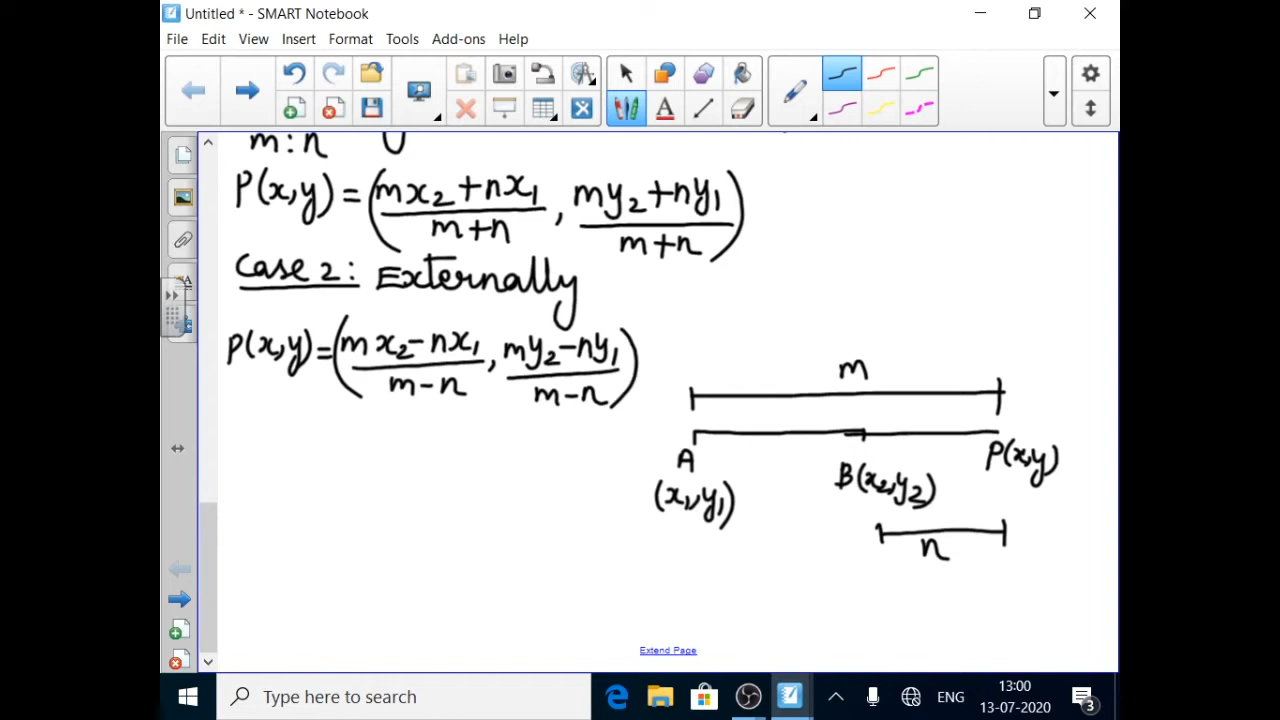 Untitled * - SMART Notebook
File Edit View Insert Format Tools Add-ons Help
m : n
P(x,y) = (mx₂+nx₁/m+n, my₂+ny₁/m+n)
Case 2: Externally
P(x,y)=(mx₂-nx₁/m-n, my₂-ny₁/m-n)
m
A
B(x₂,y₂)
P(x,y)
(x₁,y₁)
n
Extend Page
Type here to search
ENG
13:00
13-07-2020
3